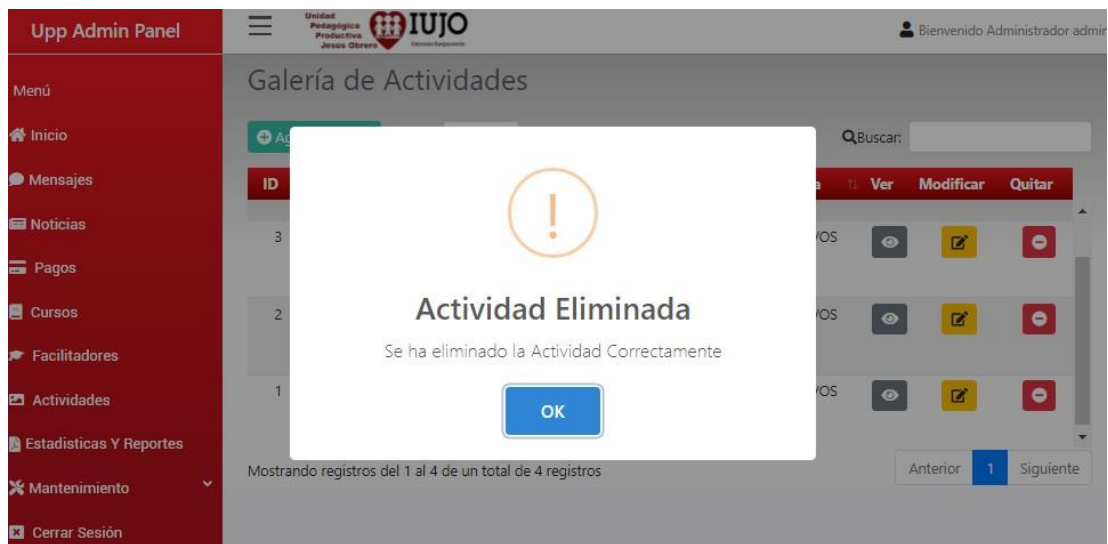 Upp Admin Panel
Unidad
Pedagógica
Productiva
Jesús Obrero
IUJO
Bienvenido Administrador admin
Menú
Inicio
Mensajes
Noticias
Pagos
Cursos
Facilitadores
Actividades
Estadisticas Y Reportes
Mantenimiento
Cerrar Sesión
Galería de Actividades
Buscar:
ID Ver Modificar Quitar
3
2
1
!
Actividad Eliminada
Se ha eliminado la Actividad Correctamente
OK
Mostrando registros del 1 al 4 de un total de 4 registros
Anterior 1 Siguiente